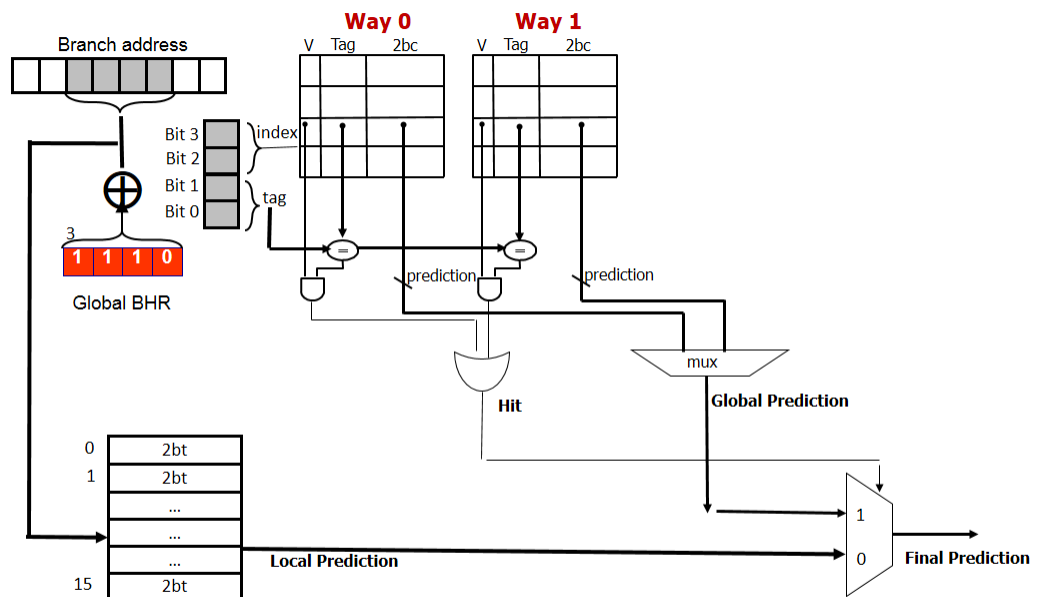 Way 0
Way 1
V Tag 2bc
V Tag 2bc
Branch address
Bit 3
Bit 2
Bit 1
Bit 0
index
tag
3
1 1 1 0
Global BHR
=
=
prediction
prediction
mux
Hit
Global Prediction
0 2bt
1 2bt
...
...
...
15 2bt
Local Prediction
1
0
Final Prediction